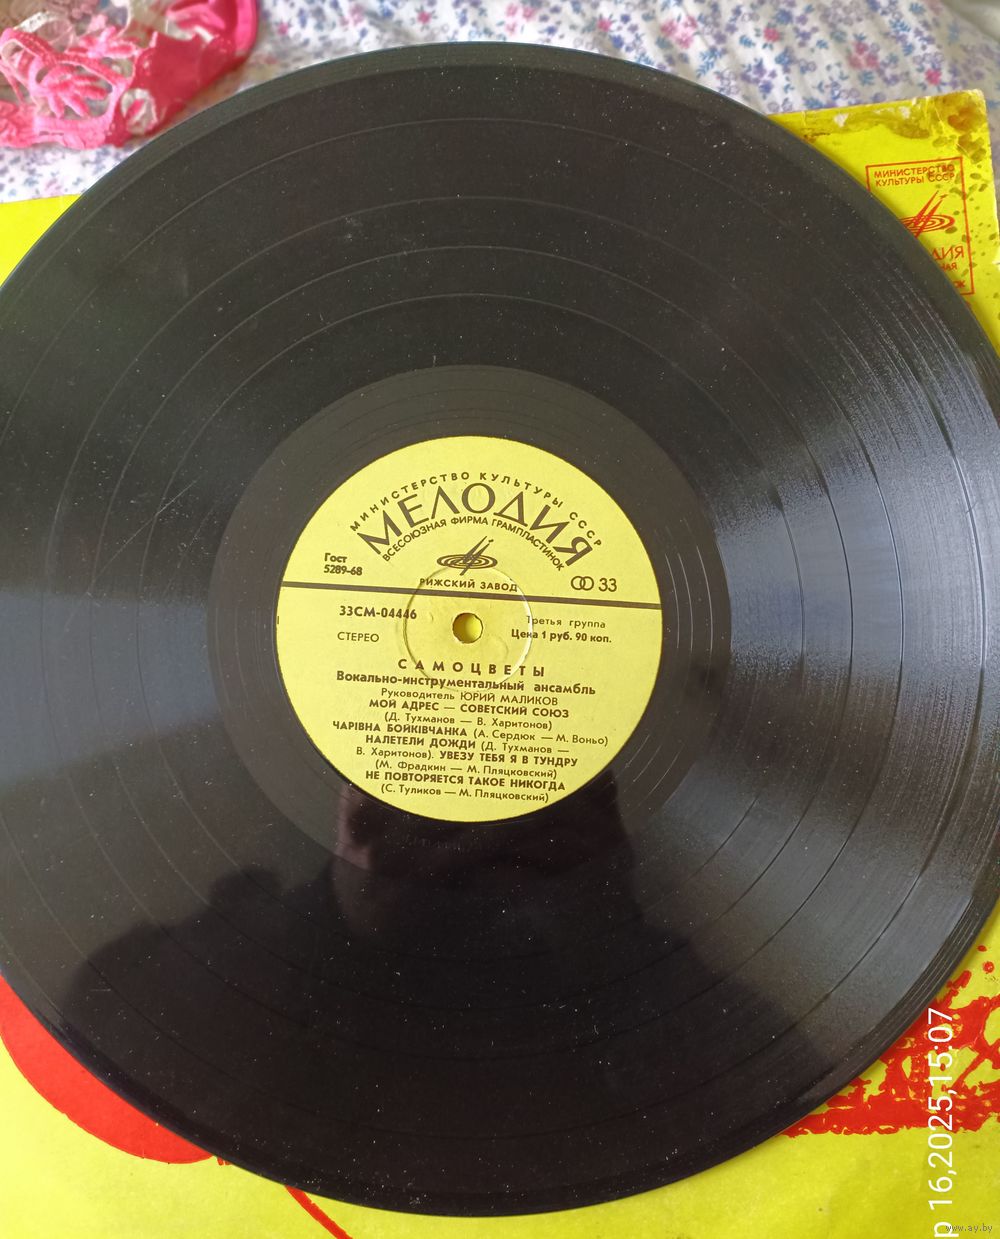 МИНИСТЕРСТВО КУЛЬТУРЫ СССР
МЕЛОДИЯ
ВСЕСОЮЗНАЯ ФИРМА ГРАМПЛАСТИНОК
Гост
5289-68
РИЖСКИЙ ЗАВОД
33
33СМ-04446
Третья группа
СТЕРЕО
Цена 1 руб. 90 коп.
САМОЦВЕТЫ
Вокально-инструментальный ансамбль
Руководитель ЮРИЙ МАЛИКОВ
МОЙ АДРЕС — СОВЕТСКИЙ СОЮЗ
(Д. Тухманов — В. Харитонов)
ЧАРІВНА БОЙКІВЧАНКА (А. Сердюк — М. Воньо)
НАЛЕТЕЛИ ДОЖДИ (Д. Тухманов —
В. Харитонов). УВЕЗУ ТЕБЯ Я В ТУНДРУ
(М. Фрадкин — М. Пляцковский)
НЕ ПОВТОРЯЕТСЯ ТАКОЕ НИКОГДА
(С. Туликов — М. Пляцковский)
МИНИСТЕРСТВО
КУЛЬТУРЫ СССР
16,2025,15:07
www.ay.by